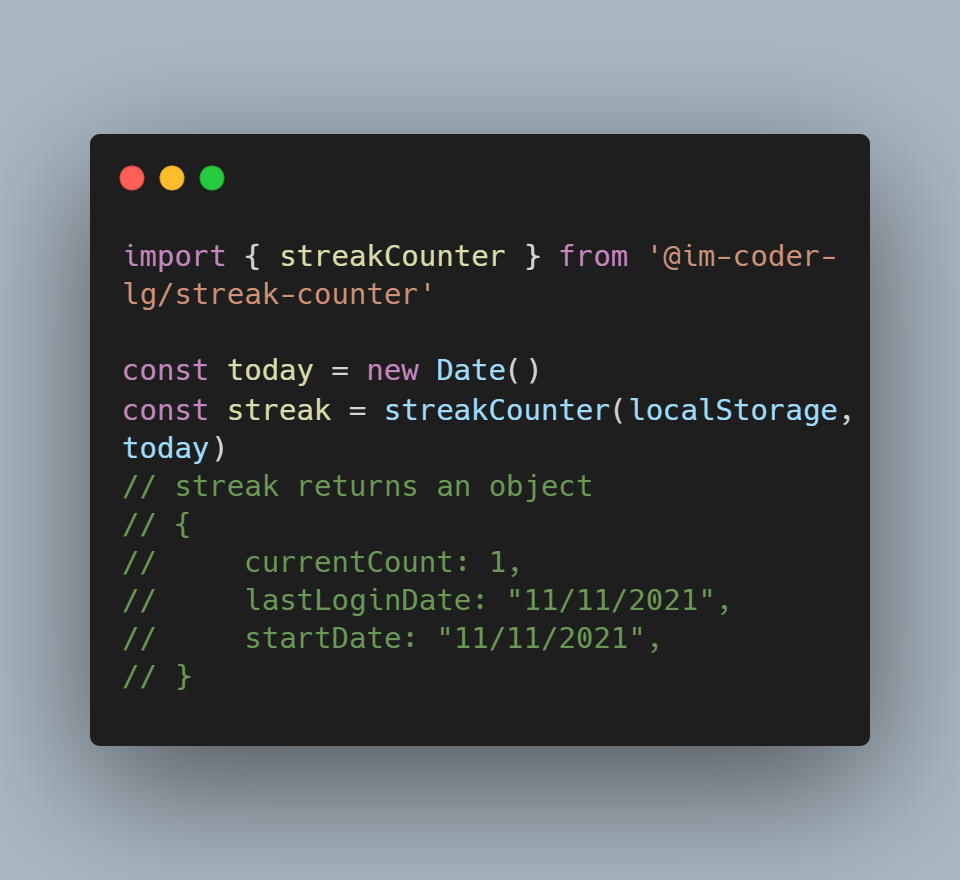 import { streakCounter } from '@im-coder-
lg/streak-counter'

const today = new Date()
const streak = streakCounter(localStorage,
today)
// streak returns an object
// {
//     currentCount: 1,
//     lastLoginDate: "11/11/2021",
//     startDate: "11/11/2021",
// }